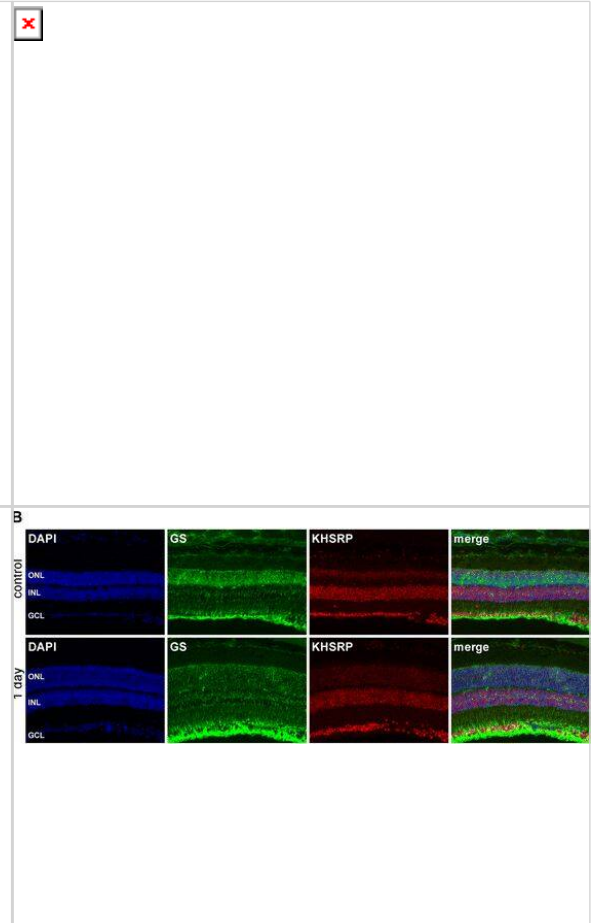 B
control
DAPI GS KHSRP merge
ONL
INL
GCL
1 day
DAPI GS KHSRP merge
ONL
INL
GCL